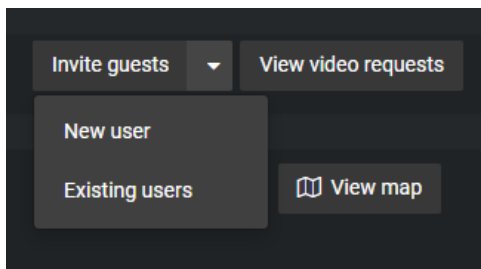 Invite guests
View video requests
New user
Existing users
View map